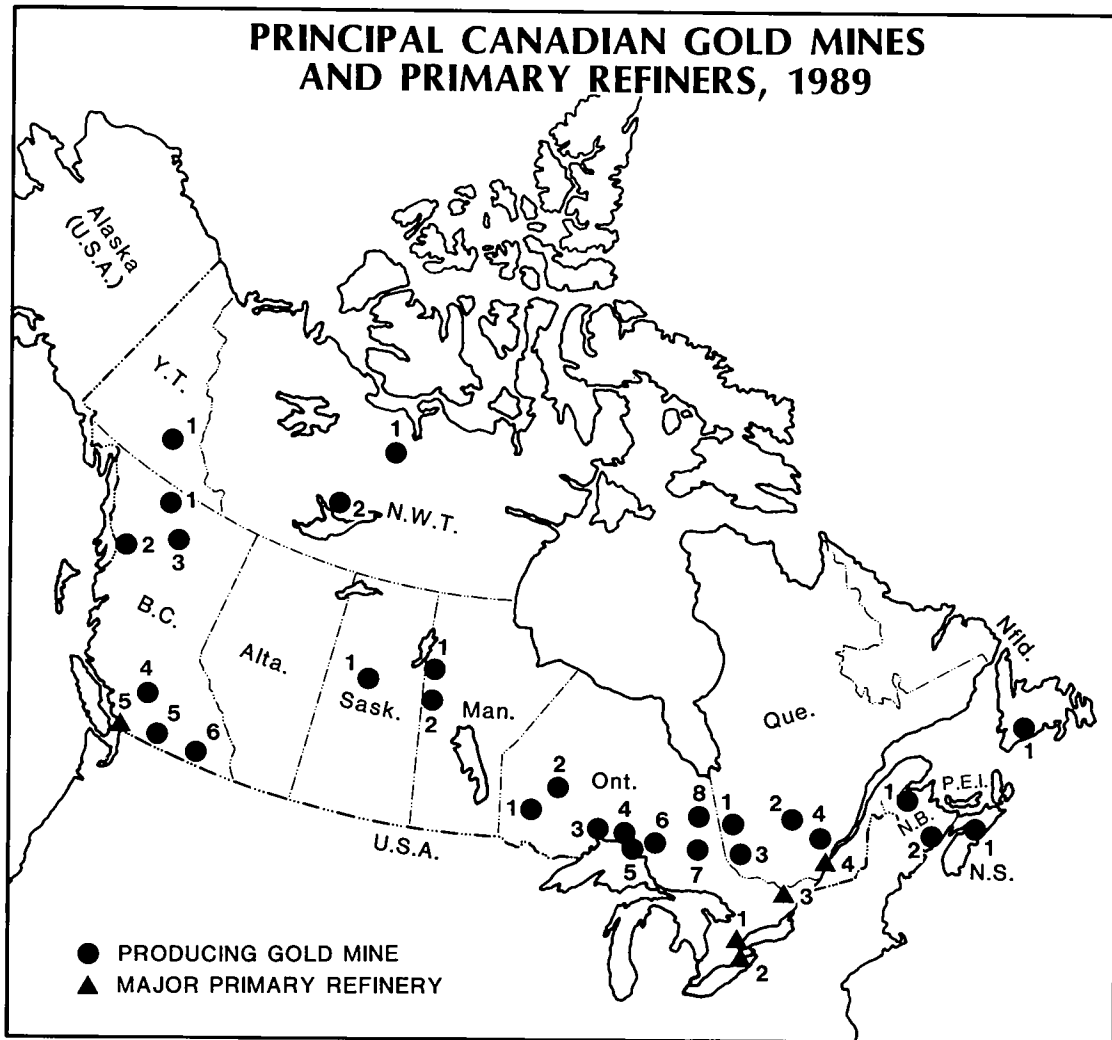 PRINCIPAL CANADIAN GOLD MINES
AND PRIMARY REFINERS, 1989
Alaska
(U.S.A.)
Y.T.
1
1
1
2
N.W.T.
2
3
B.C.
4
5
5
6
Alta.
1
Sask.
1
2
Man.
Nfld.
1
Que.
2
Ont.
1
3
4
5
6
8
7
1
3
2
4
4
3
1
2
1
P.E.I.
N.B.
2
1
N.S.
U.S.A.
PRODUCING GOLD MINE
MAJOR PRIMARY REFINERY